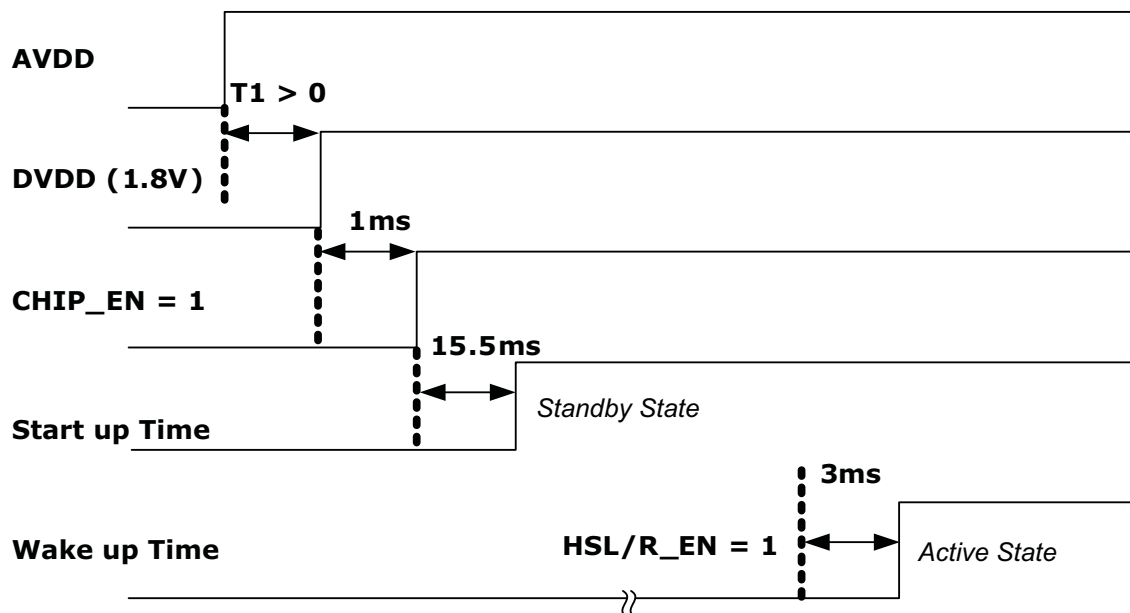 AVDD
T1 > 0
DVDD (1.8V)
1ms
CHIP_EN = 1
15.5ms
Standby State
Start up Time
3ms
Wake up Time
HSL/R_EN = 1
Active State